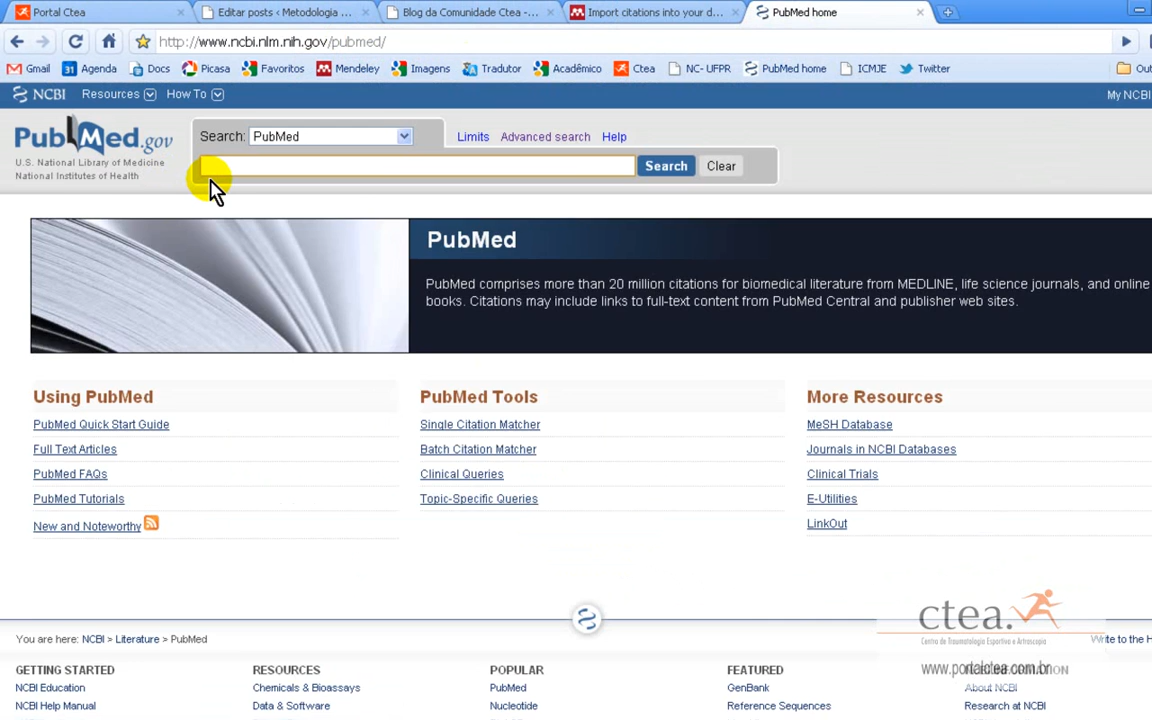 Portal Ctea
Editar posts ‹ Metodologia ...
Blog da Comunidade Ctea -...
Import citations into your d...
PubMed home
http://www.ncbi.nlm.nih.gov/pubmed/
Gmail
31 Agenda
Docs
Picasa
Favoritos
Mendeley
Imagens
Tradutor
Acadêmico
Ctea
NC- UFPR
PubMed home
ICMJE
Twitter
NCBI Resources How To
My NCBI
PubMed.gov
U.S. National Library of Medicine
National Institutes of Health
Search: PubMed
Limits Advanced search Help
Search Clear
PubMed
PubMed comprises more than 20 million citations for biomedical literature from MEDLINE, life science journals, and online
books. Citations may include links to full-text content from PubMed Central and publisher web sites.
Using PubMed
PubMed Quick Start Guide
Full Text Articles
PubMed FAQs
PubMed Tutorials
New and Noteworthy
PubMed Tools
Single Citation Matcher
Batch Citation Matcher
Clinical Queries
Topic-Specific Queries
More Resources
MeSH Database
Journals in NCBI Databases
Clinical Trials
E-Utilities
LinkOut
ctea.
Centro de Traumatologia Esportiva e Artroscopia
www.portalctea.com.br
You are here: NCBI > Literature > PubMed
Write to the H
GETTING STARTED
NCBI Education
NCBI Help Manual
RESOURCES
Chemicals & Bioassays
Data & Software
POPULAR
PubMed
Nucleotide
FEATURED
GenBank
Reference Sequences
About NCBI
Research at NCBI